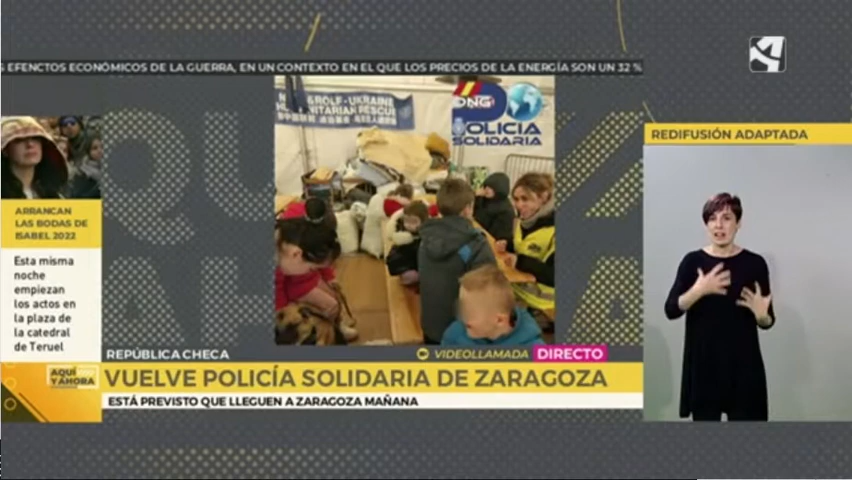 EFENCTOS ECONÓMICOS DE LA GUERRA, EN UN CONTEXTO EN EL QUE LOS PRECIOS DE LA ENERGÍA SON UN 32 %
UKRAINE
ONG
POLICÍA
SOLIDARIA
REDIFUSIÓN ADAPTADA
ARRANCAN
LAS BODAS DE
ISABEL 2022
Esta misma
noche
empiezan
los actos en
la plaza de
la catedral
de Teruel
REPÚBLICA CHECA
VIDEOLLAMADA DIRECTO
AQUÍ
Y AHORA
VUELVE POLICÍA SOLIDARIA DE ZARAGOZA
ESTÁ PREVISTO QUE LLEGUEN A ZARAGOZA MAÑANA